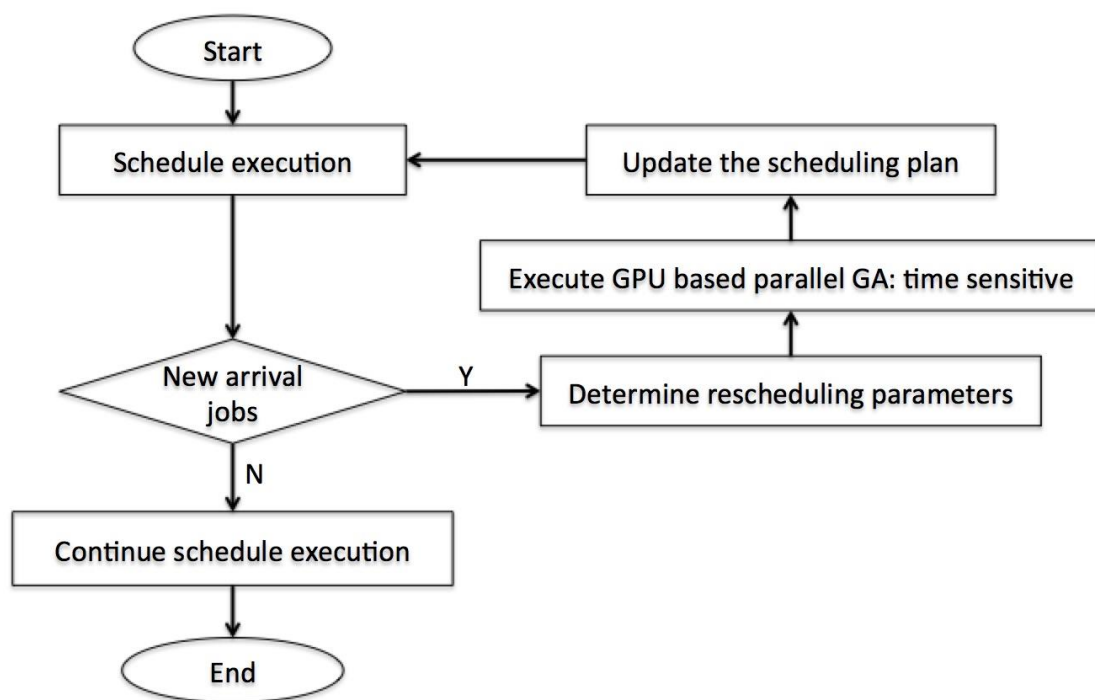 Start
Schedule execution
Update the scheduling plan
Execute GPU based parallel GA: time sensitive
New arrival
jobs
Y
Determine rescheduling parameters
N
Continue schedule execution
End